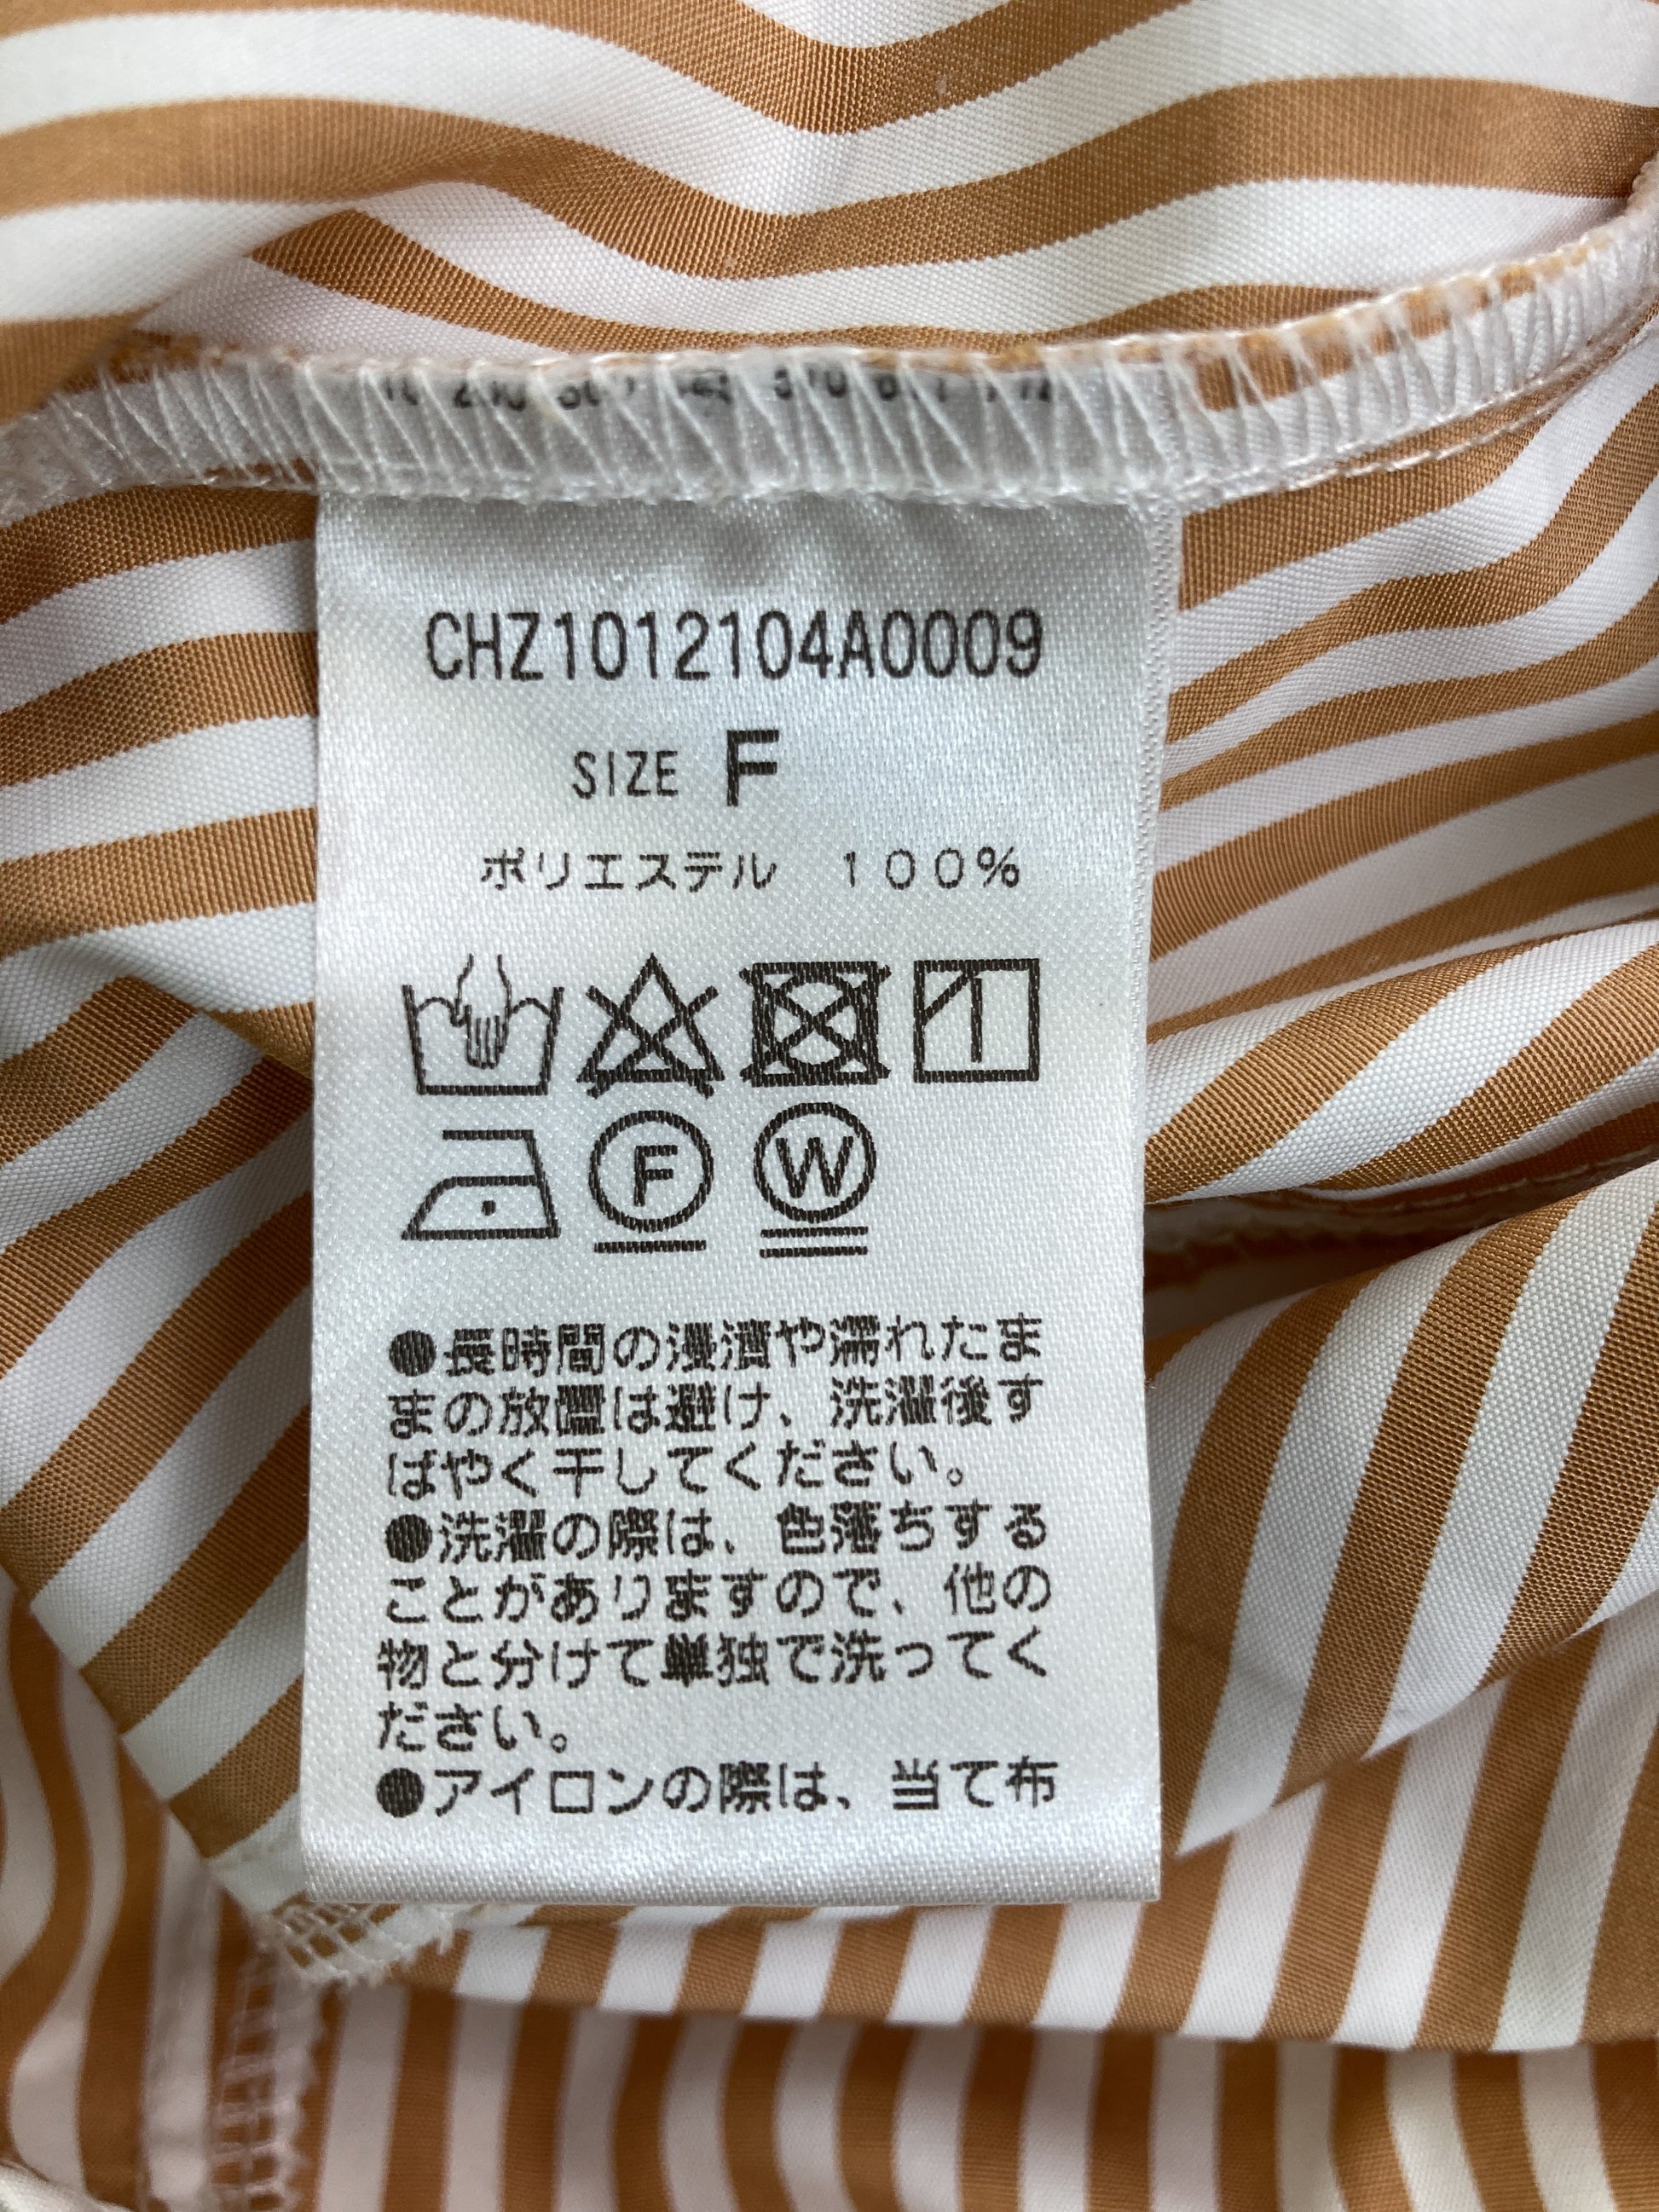 CHZ1012104A0009
SIZE F
ポリエステル 100%
F W
●長時間の浸漬や濡れたま
まの放置は避け、洗濯後す
ばやく干してください。
●洗濯の際は、色落ちする
ことがありますので、他の
物と分けて単独で洗ってく
ださい。
●アイロンの際は、当て布